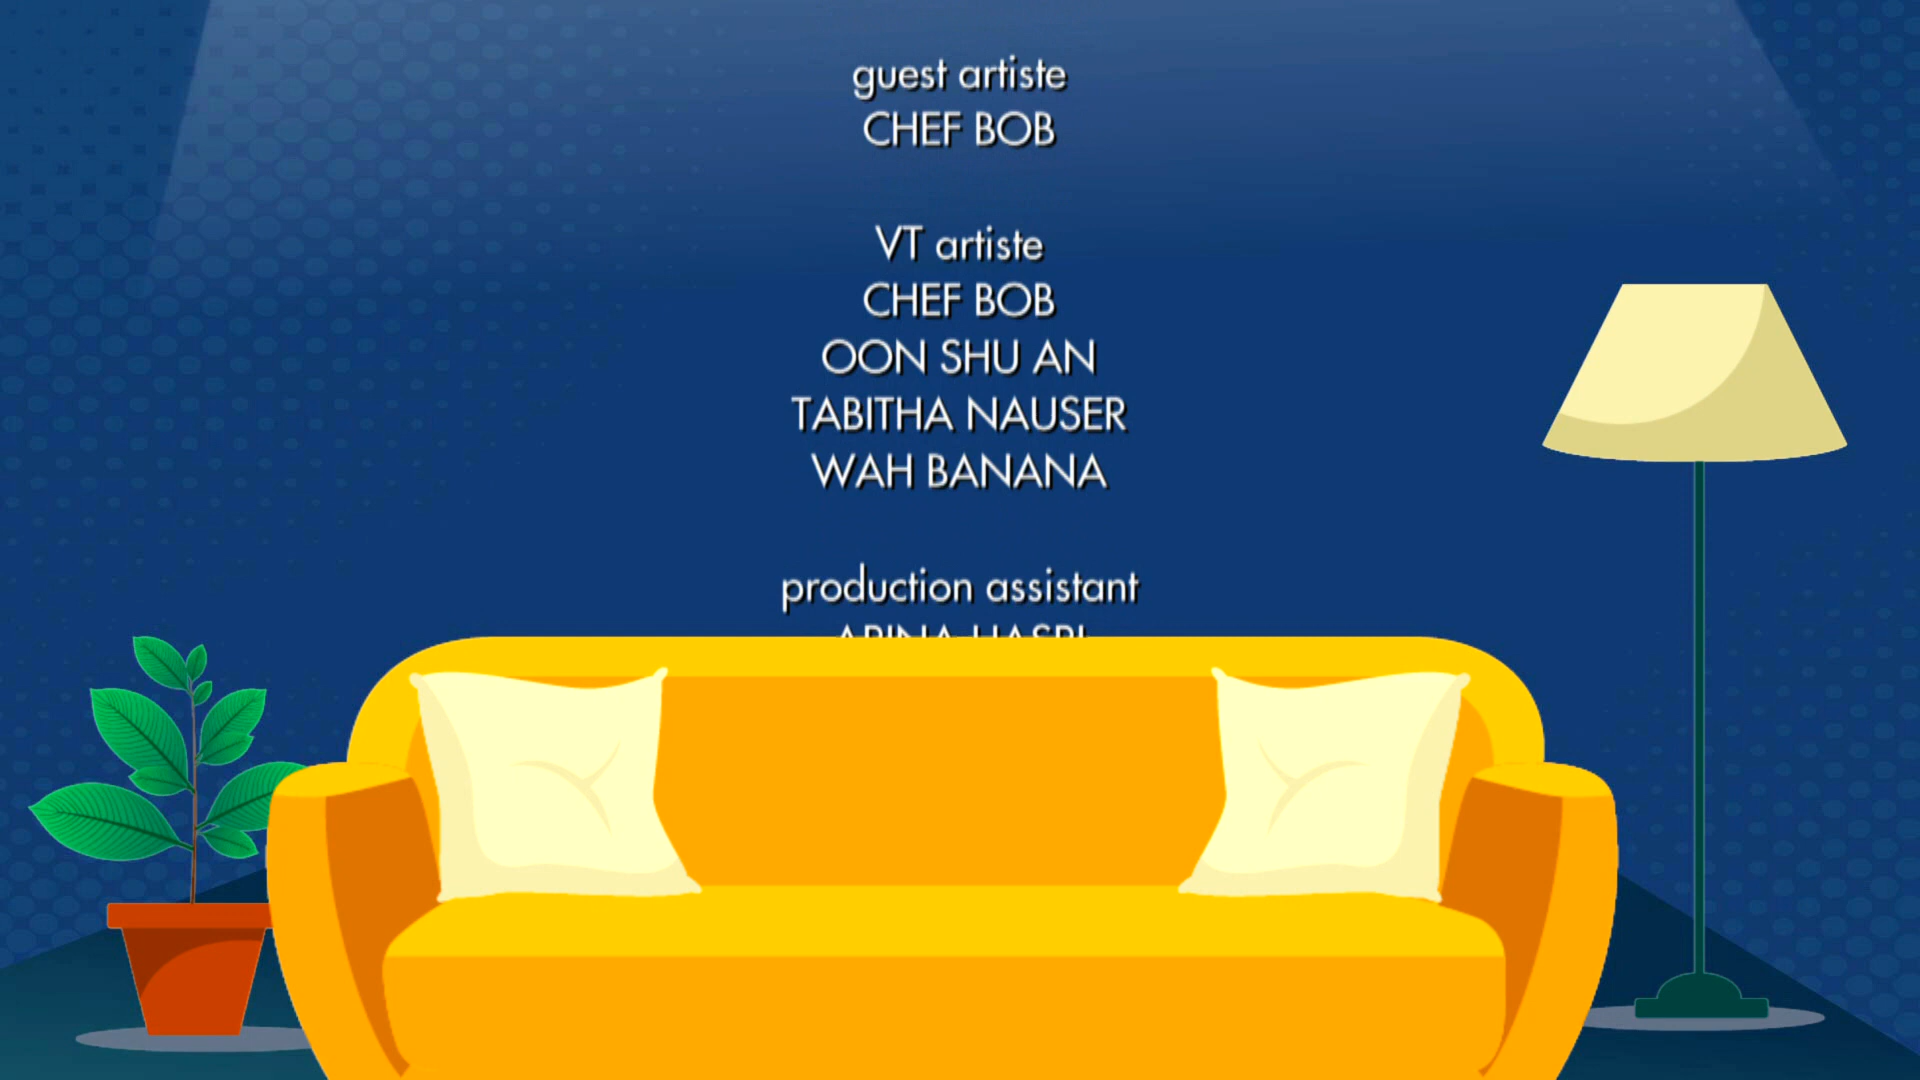 guest artiste
CHEF BOB
VT artiste
CHEF BOB
OON SHU AN
TABITHA NAUSER
WAH BANANA
production assistant